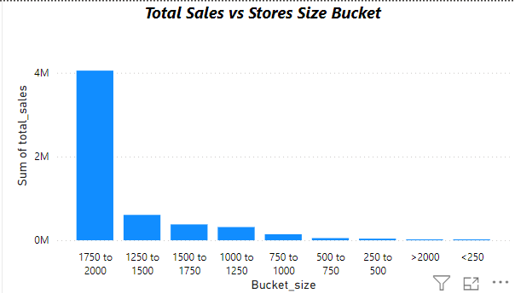 Total Sales vs Stores Size Bucket
4M
2M
0M
Sum of total_sales
1750 to
2000
1250 to
1500
1500 to
1750
1000 to
1250
750 to
1000
500 to
750
250 to
500
>2000
<250
Bucket_size